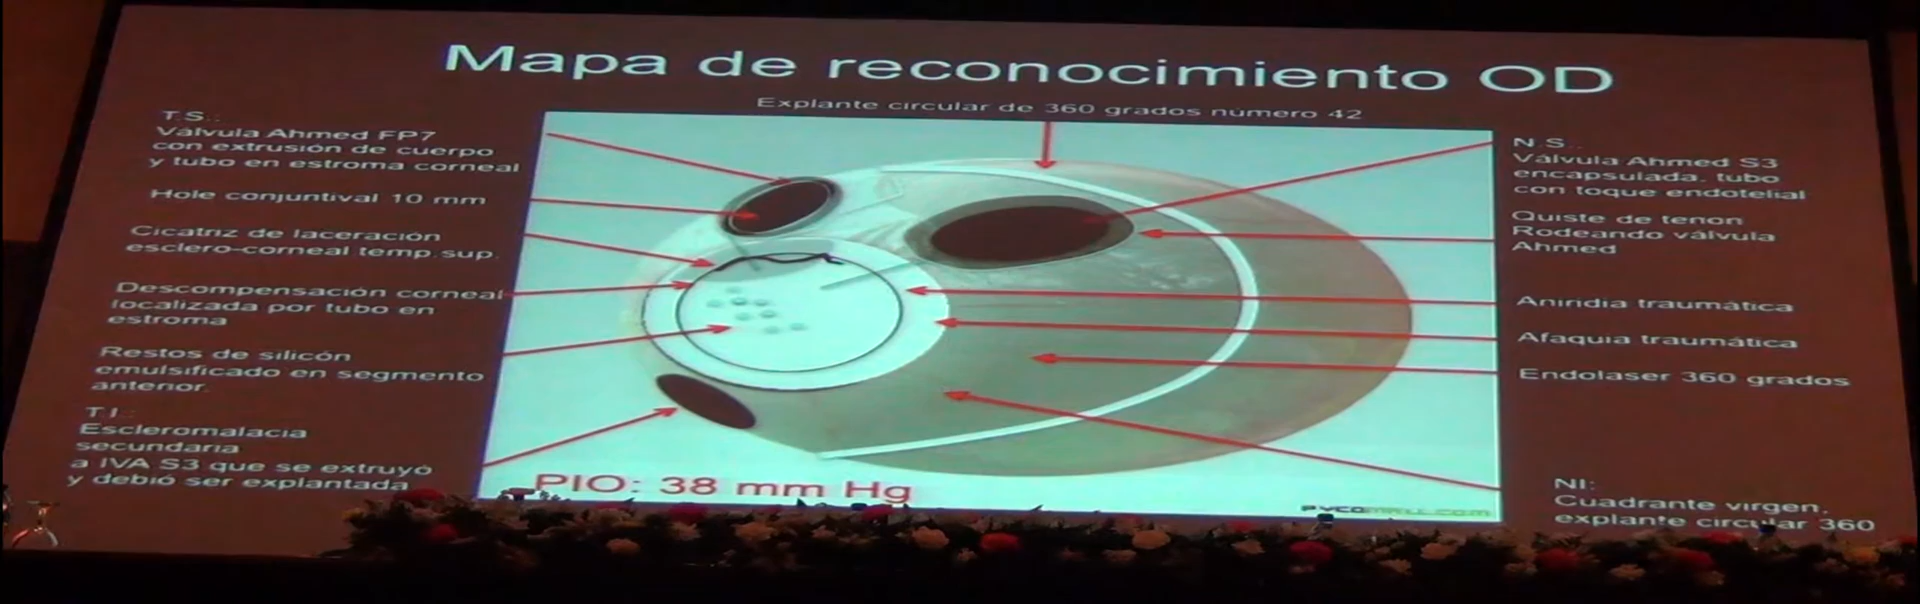 Mapa de reconocimiento OD
Explante circular de 360 grados número 42
T.S.:
Válvula Ahmed FP7
con extrusión de cuerpo
y tubo en estroma corneal
Hole conjuntival 10 mm
Cicatriz de laceración
esclero-corneal temp.sup.
Descompensación corneal
localizada por tubo en
estroma
Restos de silicón
emulsificado en segmento
anterior.
T.I.:
Escleromalacia
secundaria
a IVA S3 que se extruyó
y debió ser explantada
N.S.:
Válvula Ahmed S3
encapsulada, tubo
con toque endotelial
Quiste de tenon
Rodeando válvula
Ahmed
Aniridia traumática
Afaquia traumática
Endolaser 360 grados
NI:
Cuadrante virgen,
explante circular 360
PIO: 38 mm Hg
PYCOMALL.COM